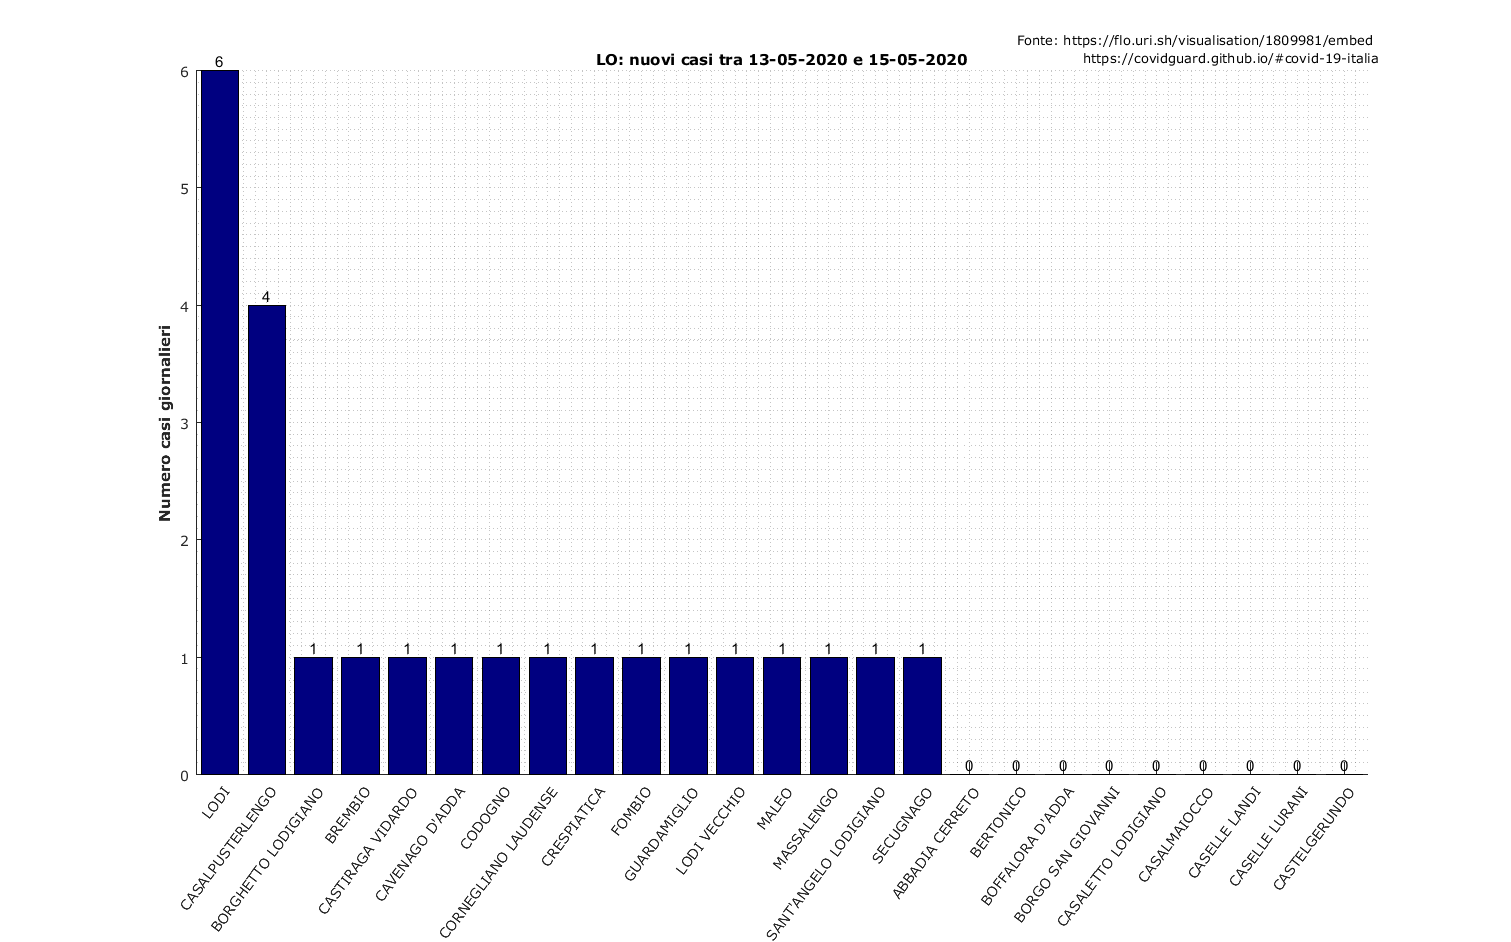 Fonte: https://flo.uri.sh/visualisation/1809981/embed
https://covidguard.github.io/#covid-19-italia
LO: nuovi casi tra 13-05-2020 e 15-05-2020
Numero casi giornalieri
6
5
4
3
2
1
0
6
4
1
1
1
1
1
1
1
1
1
1
1
1
1
1
0
0
0
0
0
0
0
0
0
LODI
CASALPUSTERLENGO
BORGHETTO LODIGIANO
BREMBIO
CASTIRAGA VIDARDO
CAVENAGO D'ADDA
CODOGNO
CORNEGLIANO LAUDENSE
CRESPIATICA
FOMBIO
GUARDAMIGLIO
LODI VECCHIO
MALEO
MASSALENGO
SANT'ANGELO LODIGIANO
SECUGNAGO
ABBADIA CERRETO
BERTONICO
BOFFALORA D'ADDA
BORGO SAN GIOVANNI
CASALETTO LODIGIANO
CASALMAIOCCO
CASELLE LANDI
CASELLE LURANI
CASTELGERUNDO